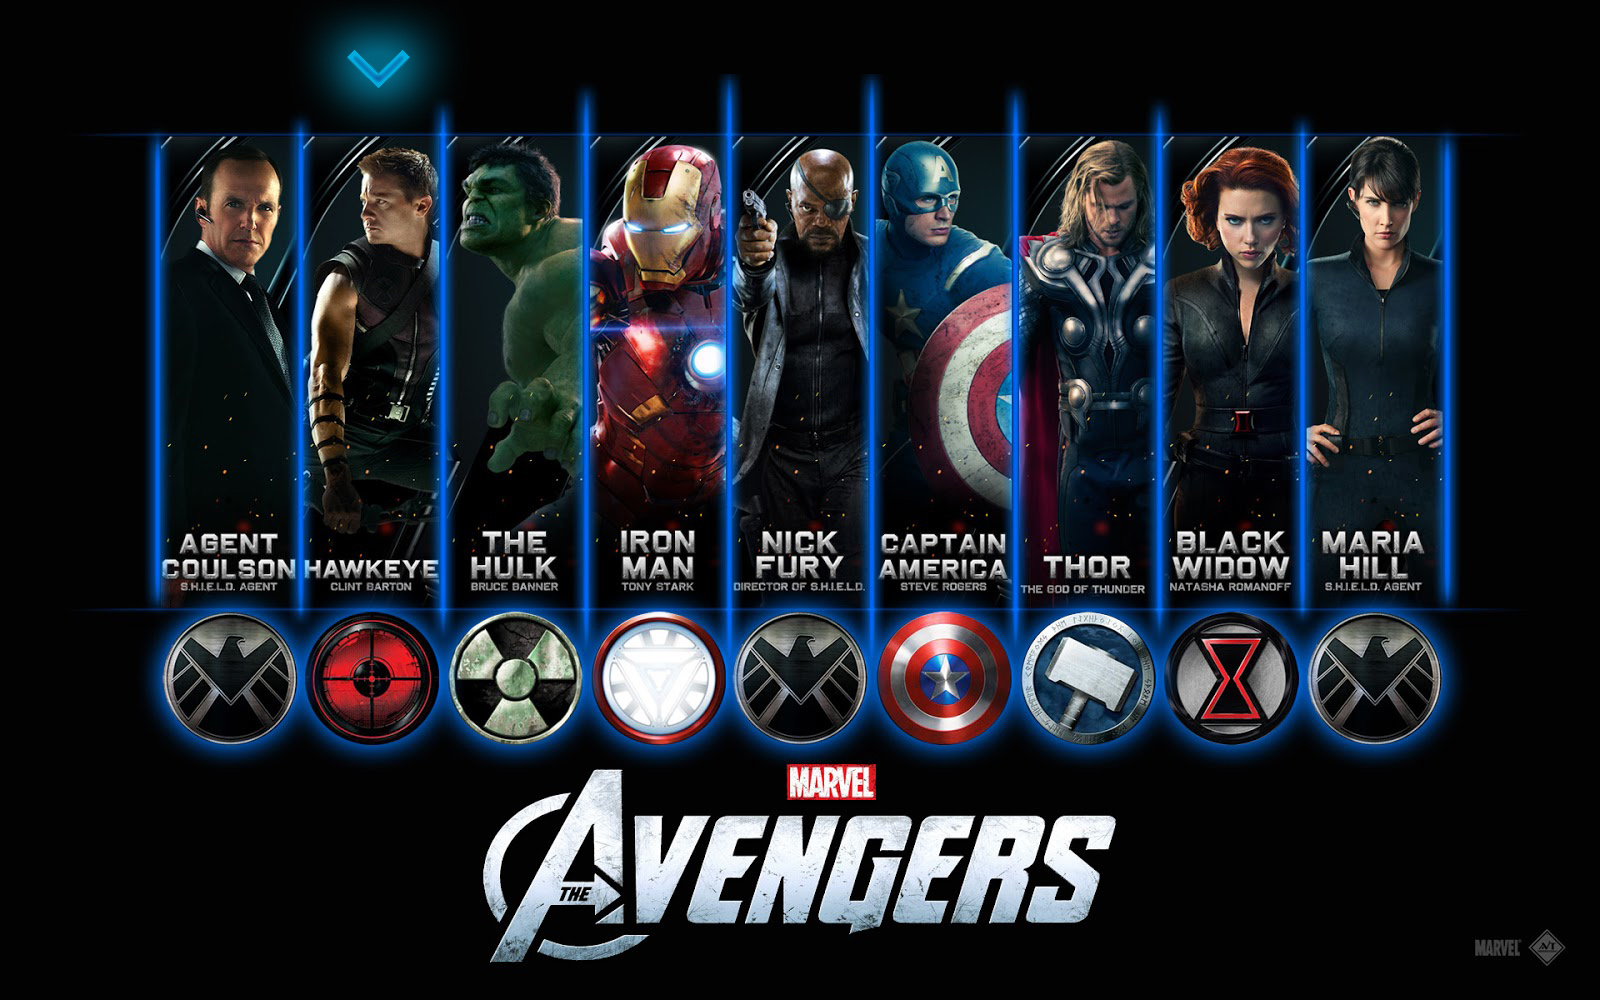 AGENT
COULSON
S.H.I.E.L.D. AGENT
HAWKEYE
CLINT BARTON
THE
HULK
BRUCE BANNER
IRON
MAN
TONY STARK
NICK
FURY
DIRECTOR OF S.H.I.E.L.D.
CAPTAIN
AMERICA
STEVE ROGERS
THOR
THE GOD OF THUNDER
BLACK
WIDOW
NATASHA ROMANOFF
MARIA
HILL
S.H.I.E.L.D. AGENT
MARVEL
THE AVENGERS
MARVEL